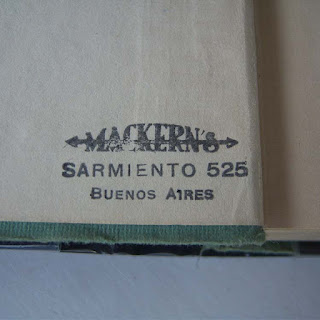 MACKERN'S
SARMIENTO 525
BUENOS AIRES